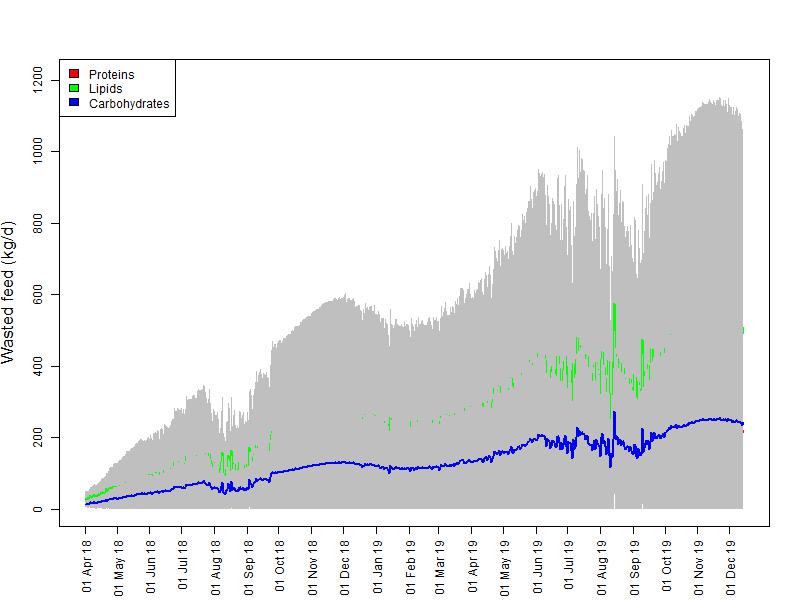 Proteins
Lipids
Carbohydrates
Wasted feed (kg/d)
1200
1000
800
600
400
200
0
01 Apr 18
01 May 18
01 Jun 18
01 Jul 18
01 Aug 18
01 Sep 18
01 Oct 18
01 Nov 18
01 Dec 18
01 Jan 19
01 Feb 19
01 Mar 19
01 Apr 19
01 May 19
01 Jun 19
01 Jul 19
01 Aug 19
01 Sep 19
01 Oct 19
01 Nov 19
01 Dec 19